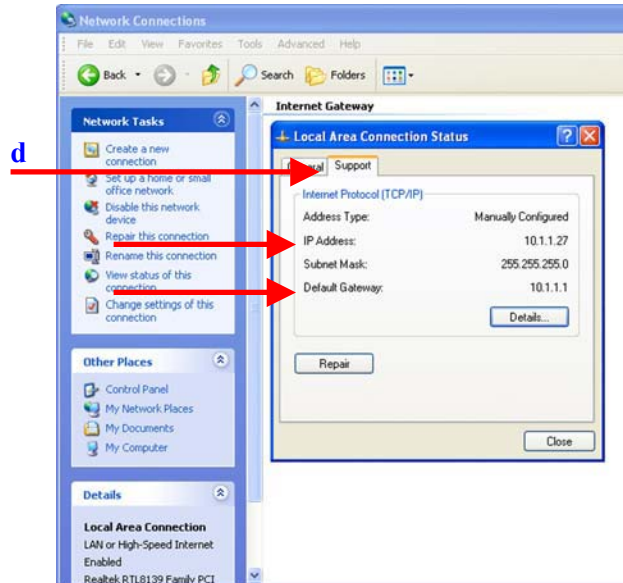 Network Connections
File Edit View Favorites Tools Advanced Help
Back Search Folders
Internet Gateway
Network Tasks
Create a new
connection
Set up a home or small
office network
Disable this network
device
Repair this connection
Rename this connection
View status of this
connection
Change settings of this
connection
Other Places
Control Panel
My Network Places
My Documents
My Computer
Details
Local Area Connection
LAN or High-Speed Internet
Enabled
Realtek RTL8139 Family PCI
d
Local Area Connection Status
General Support
Internet Protocol (TCP/IP)
Address Type: Manually Configured
IP Address: 10.1.1.27
Subnet Mask: 255.255.255.0
Default Gateway: 10.1.1.1
Details...
Repair
Close